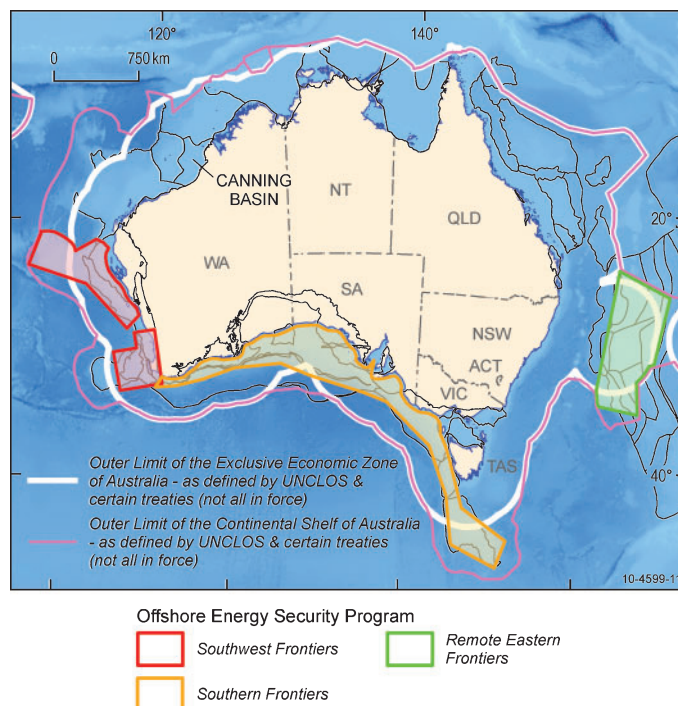 120°
140°
0
750 km
CANNING
BASIN
NT
QLD
20°
WA
SA
NSW
ACT
VIC
TAS
Outer Limit of the Exclusive Economic Zone
of Australia - as defined by UNCLOS &
certain treaties (not all in force)
40°
Outer Limit of the Continental Shelf of Australia
- as defined by UNCLOS & certain treaties
(not all in force)
10-4599-11
Offshore Energy Security Program
Southwest Frontiers
Remote Eastern
Frontiers
Southern Frontiers